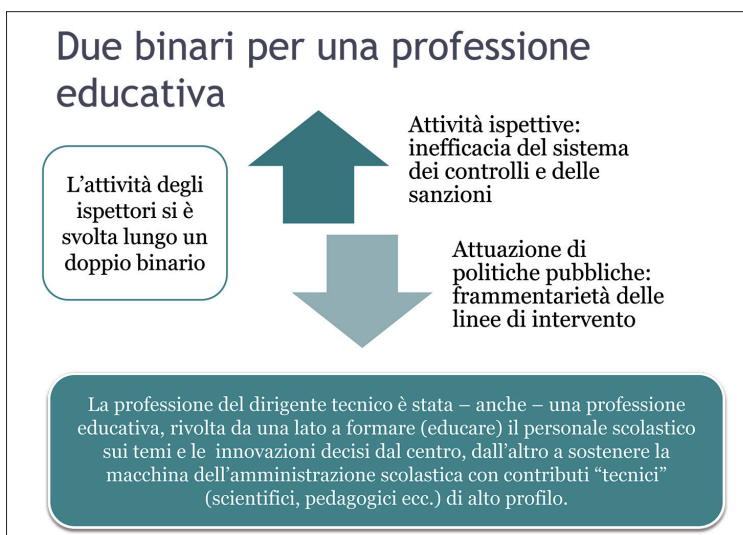 Due binari per una professione
educativa
L’attività degli
ispettori si è
svolta lungo un
doppio binario
Attività ispettive:
inefficacia del sistema
dei controlli e delle
sanzioni
Attuazione di
politiche pubbliche:
frammentarietà delle
linee di intervento
La professione del dirigente tecnico è stata – anche – una professione
educativa, rivolta da una lato a formare (educare) il personale scolastico
sui temi e le innovazioni decisi dal centro, dall’altro a sostenere la
macchina dell’amministrazione scolastica con contributi “tecnici”
(scientifici, pedagogici ecc.) di alto profilo.